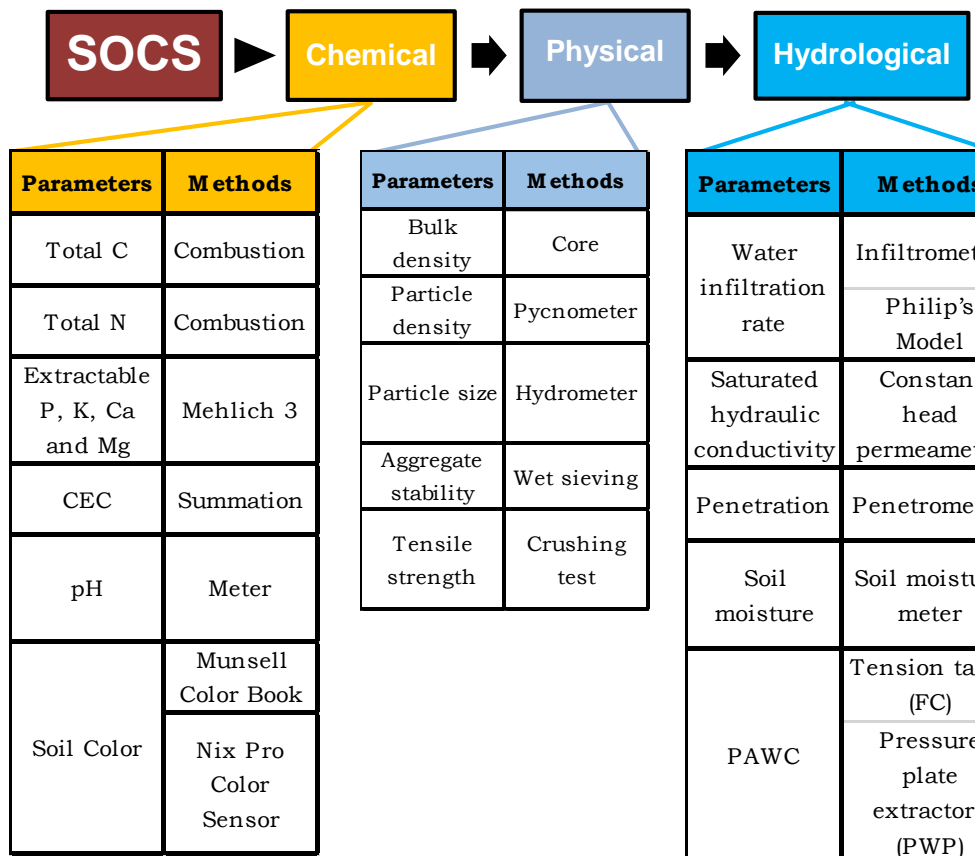 SOCS
Chemical
Physical
Hydrological
Parameters
Methods
Total C
Combustion
Total N
Combustion
Extractable
P, K, Ca
and Mg
Mehlich 3
CEC
Summation
pH
Meter
Soil Color
Munsell
Color Book
Nix Pro
Color
Sensor
Parameters
Methods
Bulk
density
Core
Particle
density
Pycnometer
Particle size
Hydrometer
Aggregate
stability
Wet sieving
Tensile
strength
Crushing
test
Parameters
Water
infiltration
rate
Philip's
Model
Saturated
hydraulic
conductivity
head
Penetration
Soil
moisture
Soil
meter
PAWC
Tension
(FC)
plate
(PWP)